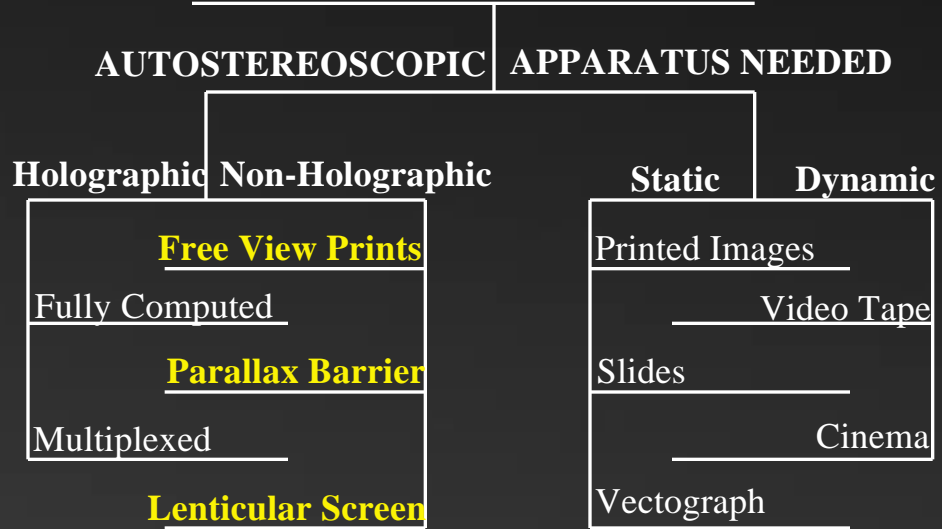 AUTOSTEREOSCOPIC APPARATUS NEEDED
Holographic Non-Holographic Static Dynamic
Free View Prints Printed Images
Fully Computed Video Tape
Parallax Barrier Slides
Multiplexed Cinema
Lenticular Screen Vectograph